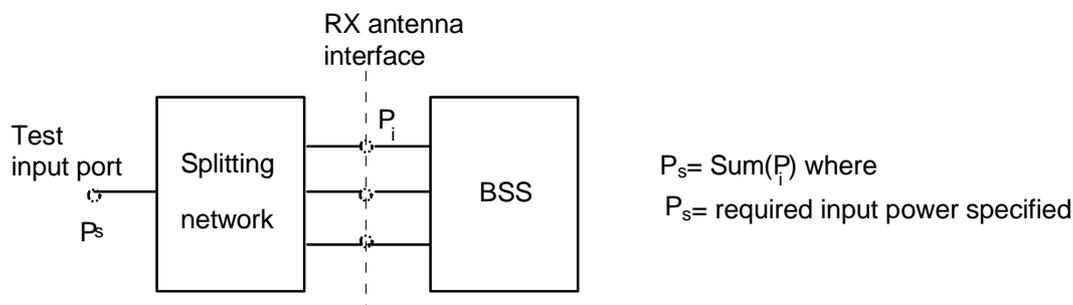 RX antenna
interface
Test
input port
Ps
Splitting
network
Pi
BSS
Ps= Sum(Pi) where
Ps= required input power specified